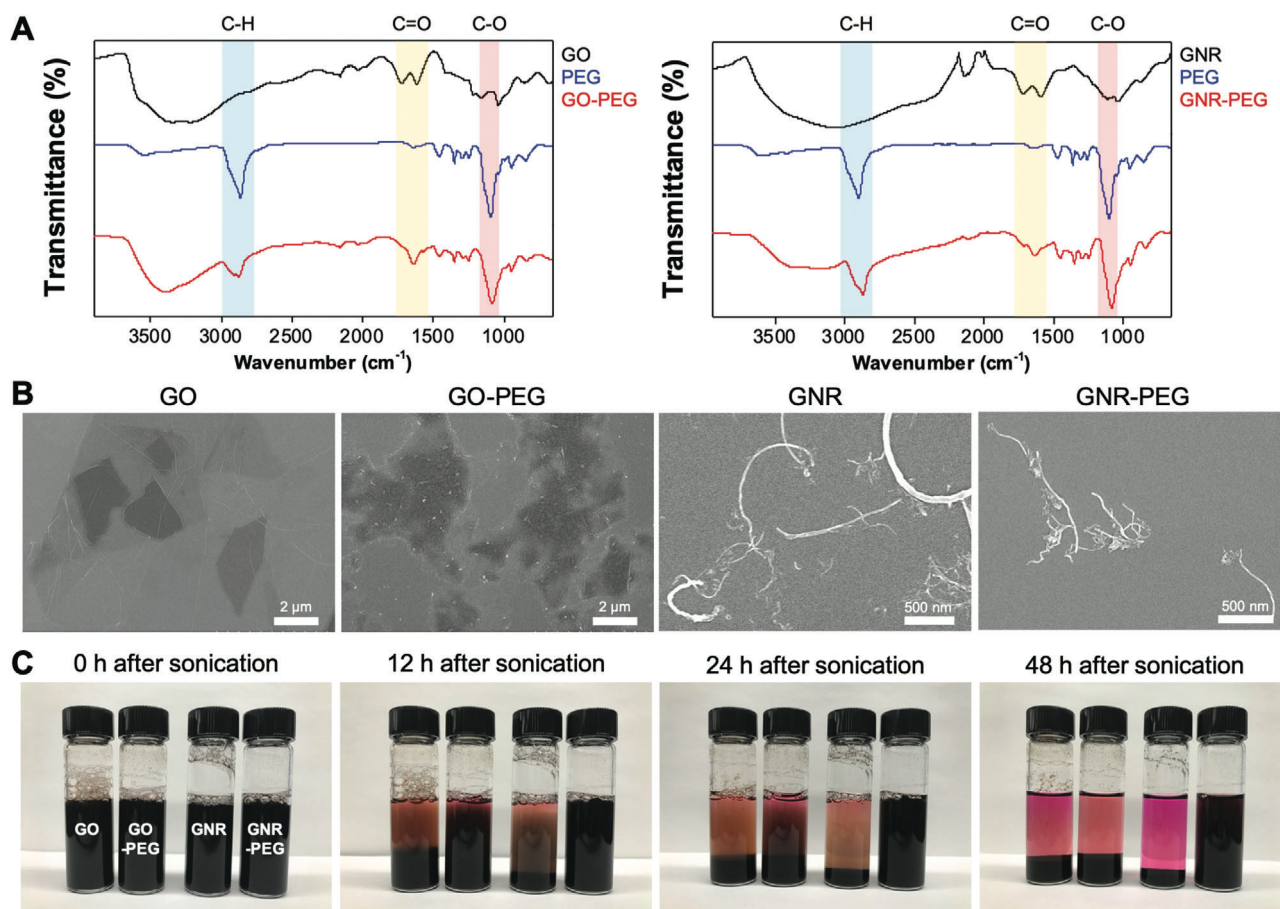 A
C-H
C=O
C-O
GO
PEG
GO-PEG
Transmittance (%)
3500
3000
2500
2000
1500
1000
Wavenumber (cm⁻¹)
C-H
C=O
C-O
GNR
PEG
GNR-PEG
Transmittance (%)
3500
3000
2500
2000
1500
1000
Wavenumber (cm⁻¹)
B
GO
GO-PEG
GNR
GNR-PEG
2 µm
2 µm
500 nm
500 nm
C
0 h after sonication
12 h after sonication
24 h after sonication
48 h after sonication
GO
GO
-PEG
GNR
GNR
-PEG